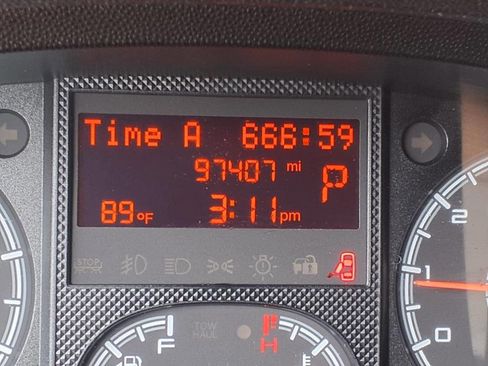 Time A 666:59
97407 mi
P
89°F 3:11 pm
STOP
F TOW HAUL H
2
1
0